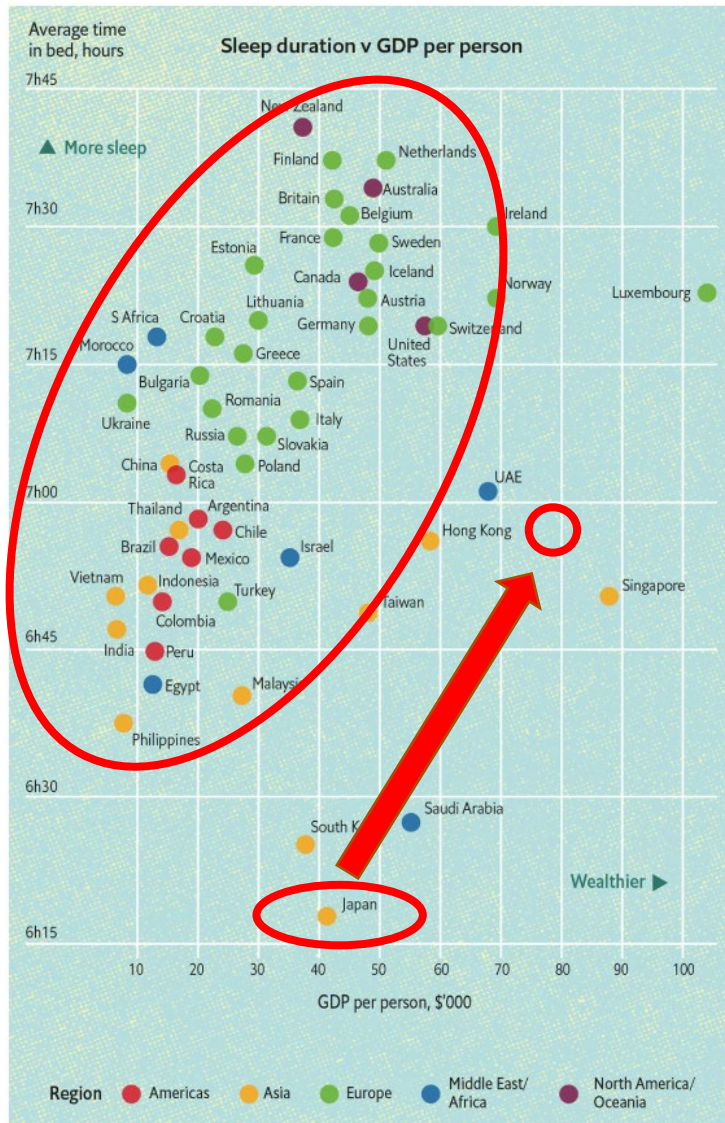 Average time
in bed, hours
Sleep duration v GDP per person
7h45
New Zealand
▲ More sleep
Finland
Netherlands
Australia
Britain
Belgium
7h30
Ireland
France
Sweden
Estonia
Iceland
Canada
Norway
Luxembourg
Lithuania
Austria
S Africa
Croatia
Germany
Switzerland
United
States
Morocco
Greece
7h15
Bulgaria
Spain
Romania
Ukraine
Italy
Russia
Slovakia
China
Costa
Rica
Poland
UAE
7h00
Thailand
Argentina
Chile
Hong Kong
Brazil
Mexico
Israel
Vietnam
Indonesia
Turkey
Singapore
Colombia
Taiwan
India
Peru
6h45
Egypt
Malaysia
Philippines
6h30
Saudi Arabia
South K
Wealthier ▶
Japan
6h15
10 20 30 40 50 60 70 80 90 100
GDP per person, $'000
Region Americas Asia Europe Middle East/
Africa North America/
Oceania